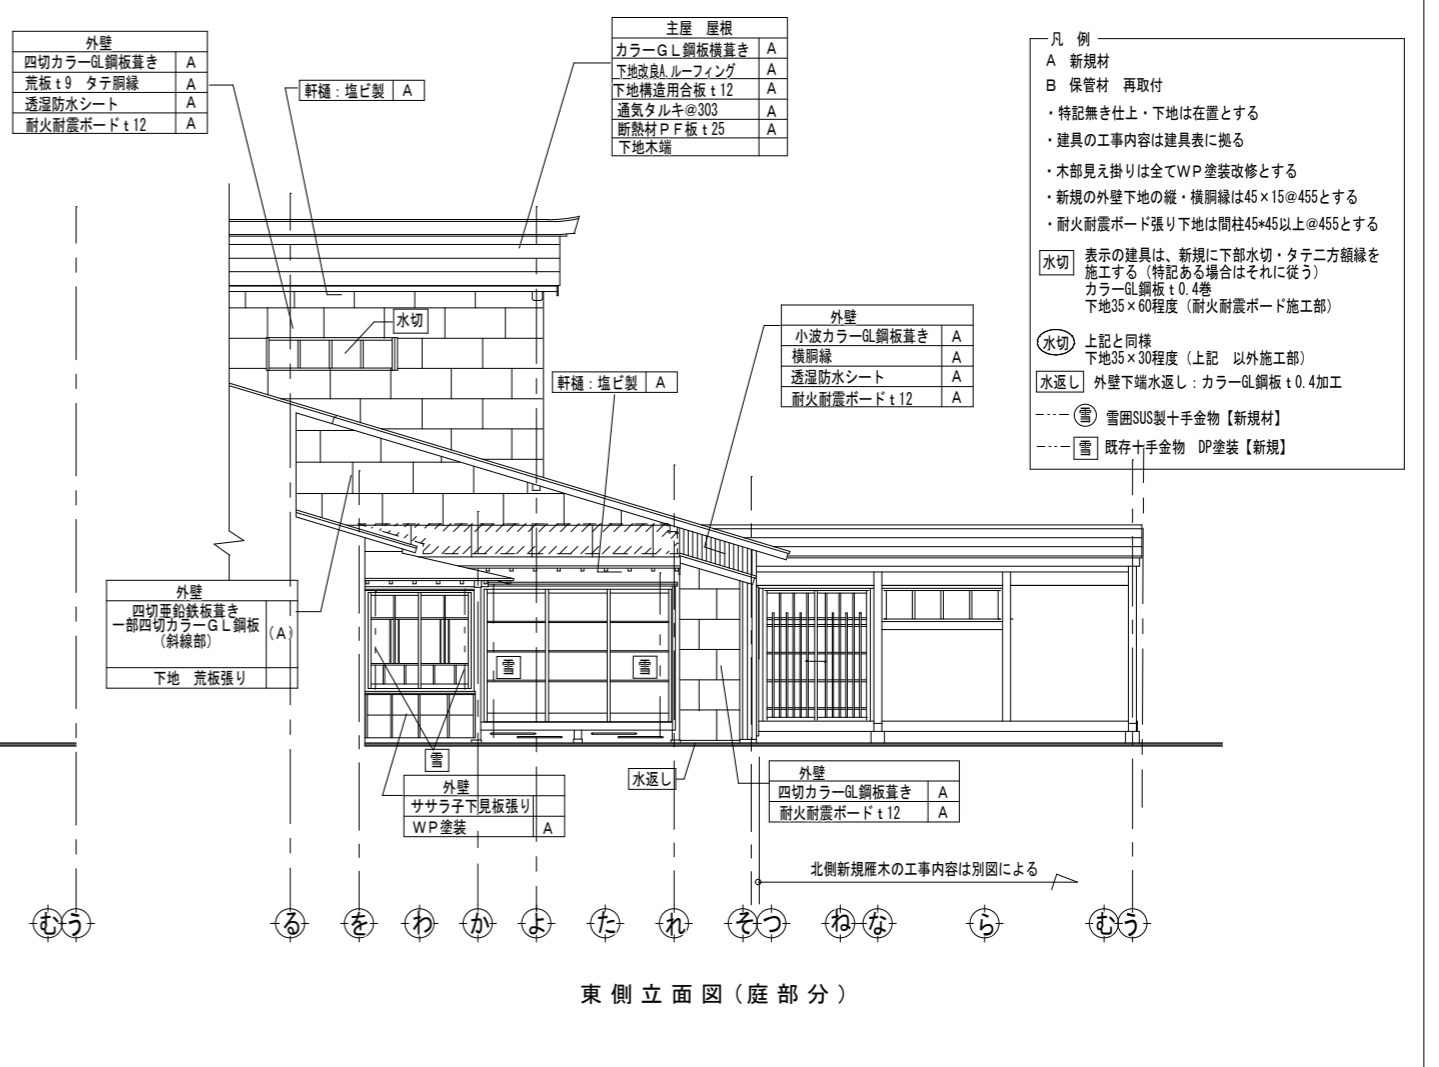 外壁
四切カラーGL鋼板葺き A
荒板t9 タテ胴縁 A
透湿防水シート A
耐火耐震ボードt12 A
軒樋：塩ビ製 A
主屋 屋根
カラーGL鋼板横葺き A
下地改良A.ルーフィング A
下地構造用合板t12 A
通気タルキ@303 A
断熱材PF板t25 A
下地木端
凡 例
A 新規材
B 保管材 再取付
・特記無き仕上・下地は在置とする
・建具の工事内容は建具表に拠る
・木部見え掛りは全てWP塗装改修とする
・新規の外壁下地の縦・横胴縁は45×15@455とする
・耐火耐震ボード張り下地は間柱45*45以上@455とする
水切 表示の建具は、新規に下部水切・タテ二方額縁を
施工する（特記ある場合はそれに従う）
カラーGL鋼板t0.4巻
下地35×60程度（耐火耐震ボード施工部）
水切 上記と同様
下地35×30程度（上記 以外施工部）
水返し 外壁下端水返し：カラーGL鋼板t0.4加工
雪 雪囲SUS製十手金物【新規材】
雪 既存十手金物 DP塗装【新規】
水切
外壁
小波カラーGL鋼板葺き A
横胴縁 A
透湿防水シート A
耐火耐震ボードt12 A
軒樋：塩ビ製 A
外壁
四切亜鉛鉄板葺き
一部四切カラーGL鋼板
(斜線部)
(A)
下地 荒板張り
雪
雪
雪
水返し
外壁
ササラ子下見板張り
WP塗装 A
外壁
四切カラーGL鋼板葺き A
耐火耐震ボードt12 A
北側新規雁木の工事内容は別図による
む う る を わ か よ た れ そ つ ね な ら む う
東側立面図(庭部分)